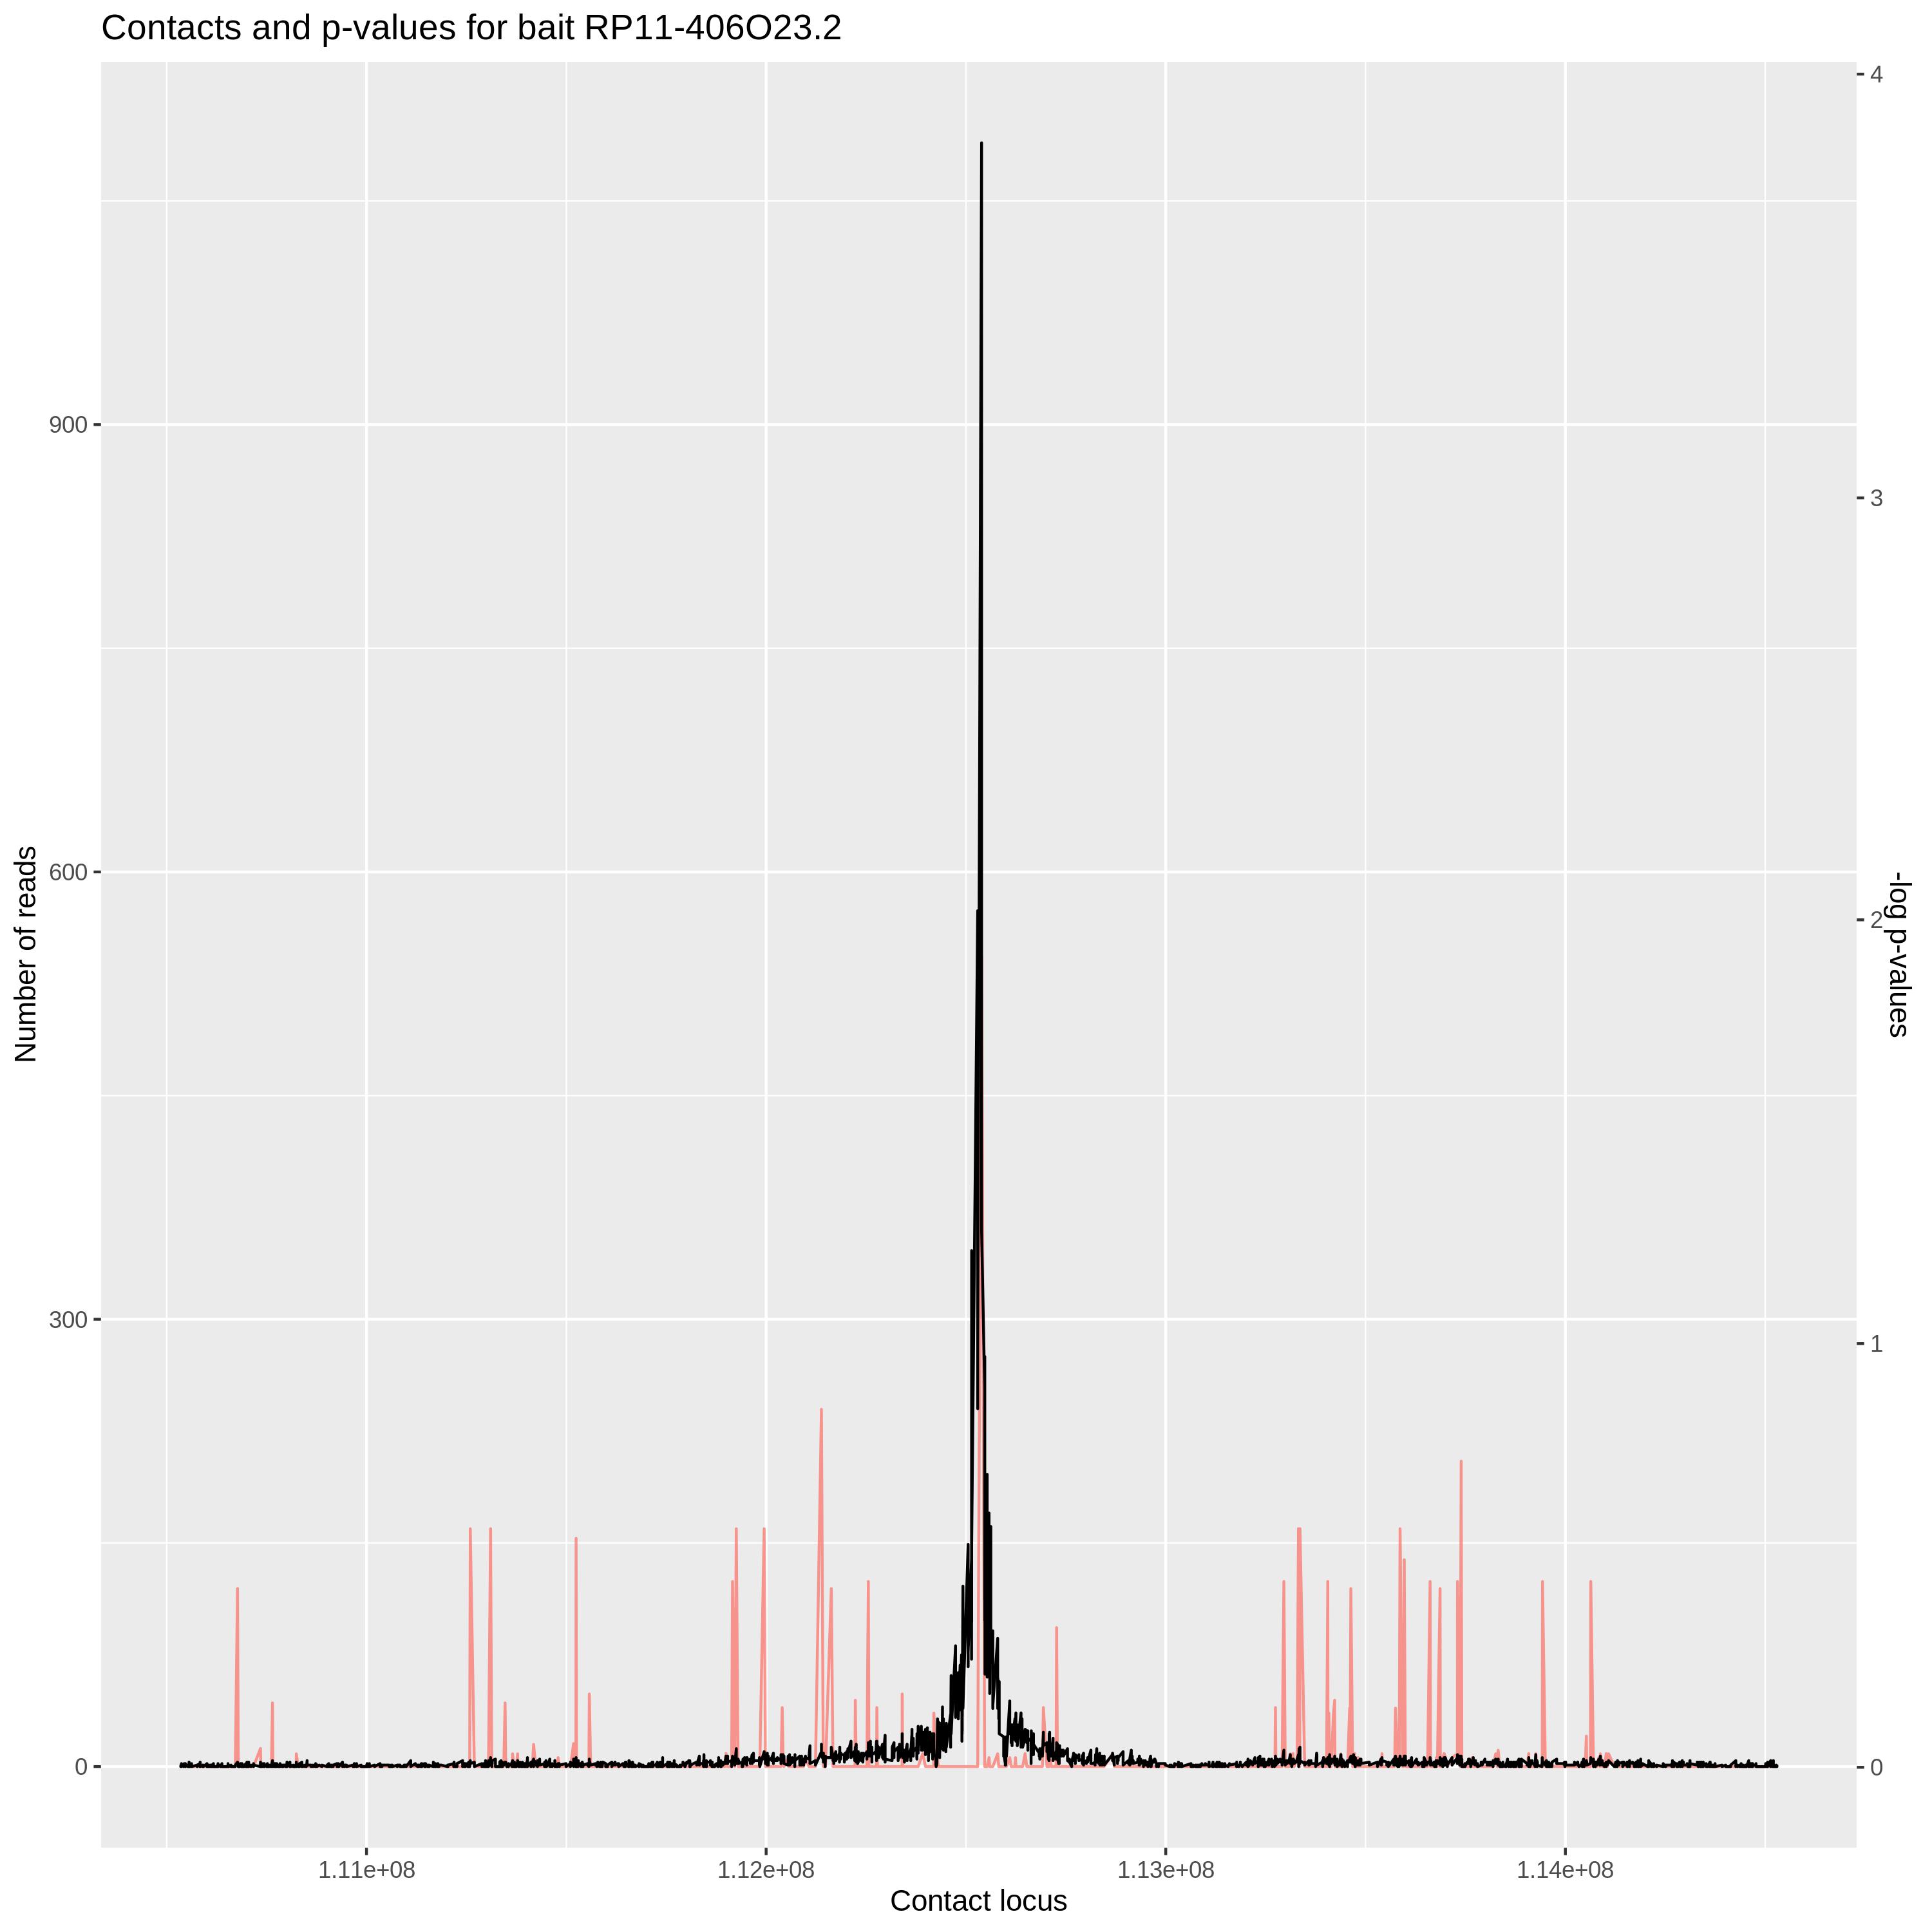 Contacts and p-values for bait RP11-406O23.2
4
900
3
600
2
Number of reads
-log p-values
300
1
0
0
1.11e+08
1.12e+08
1.13e+08
1.14e+08
Contact locus